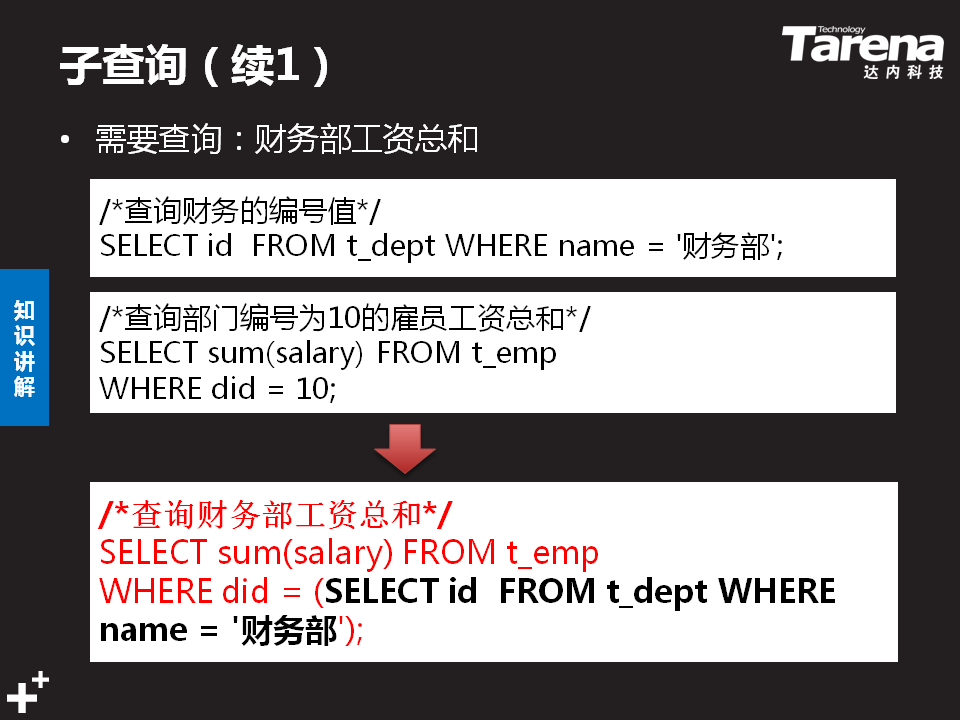 子查询（续1）
Technology
Tarena
达内科技
• 需要查询：财务部工资总和
/*查询财务的编号值*/
SELECT id  FROM t_dept WHERE name = '财务部';
/*查询部门编号为10的雇员工资总和*/
SELECT sum(salary)  FROM t_emp
WHERE did = 10;
知识讲解
/*查询财务部工资总和*/
SELECT sum(salary) FROM t_emp
WHERE did = (SELECT id  FROM t_dept WHERE
name = '财务部');